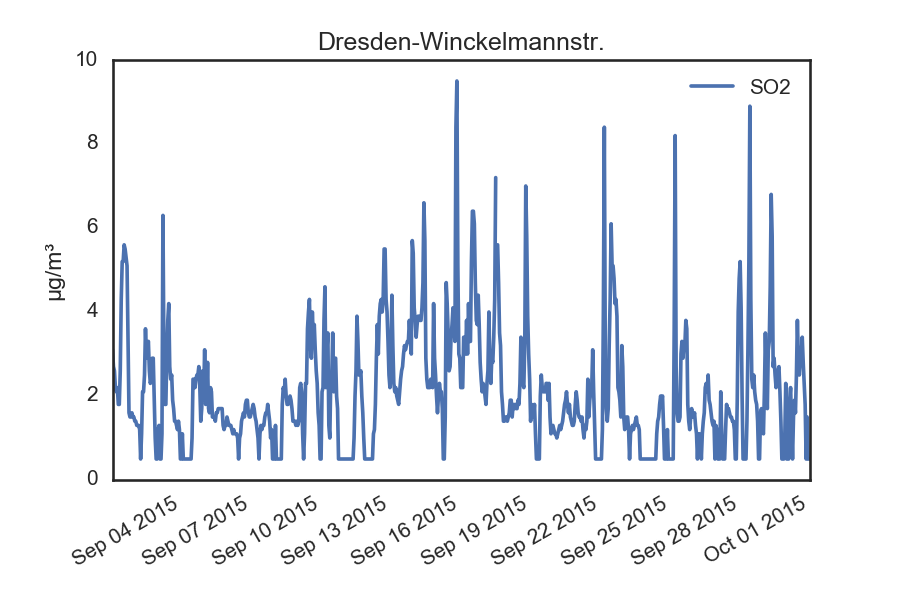 Dresden-Winckelmannstr.
10
8
6
4
2
0
µg/m³
SO2
Sep 04 2015
Sep 07 2015
Sep 10 2015
Sep 13 2015
Sep 16 2015
Sep 19 2015
Sep 22 2015
Sep 25 2015
Sep 28 2015
Oct 01 2015